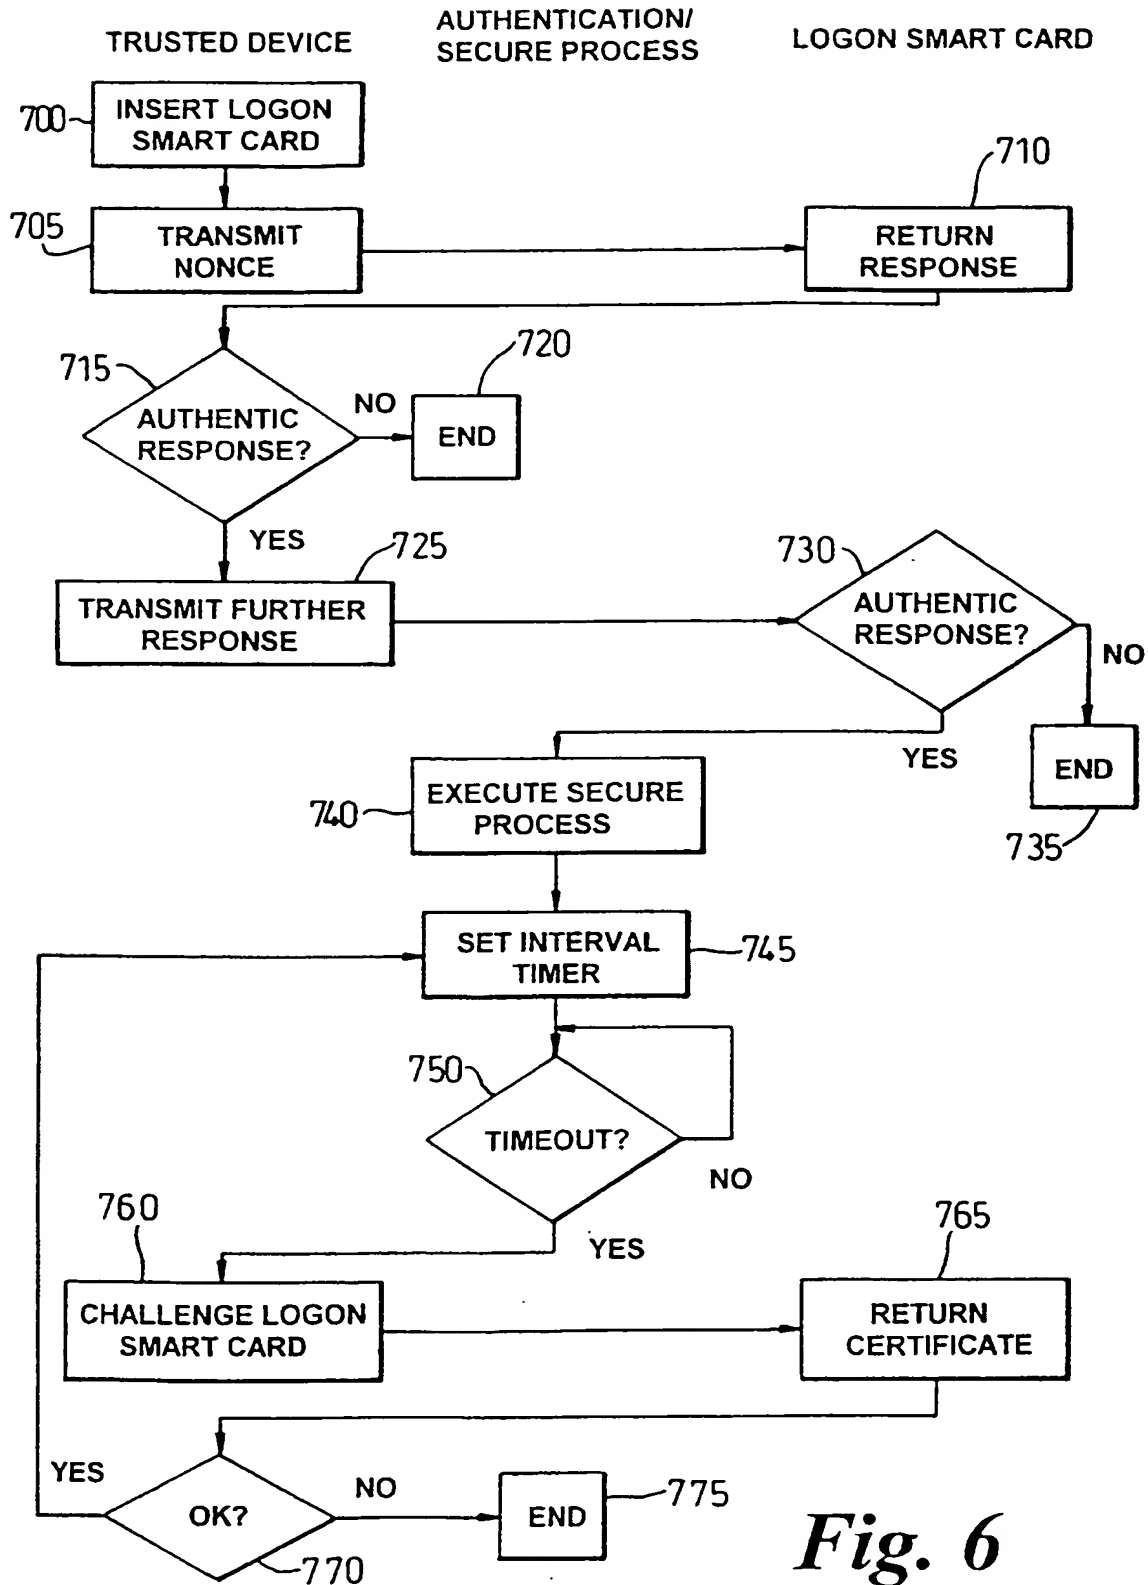 TRUSTED DEVICE
AUTHENTICATION/
SECURE PROCESS
LOGON SMART CARD
700
INSERT LOGON
SMART CARD
710
705
TRANSMIT
NONCE
RETURN
RESPONSE
715
720
AUTHENTIC
RESPONSE?
NO
END
YES
725
730
TRANSMIT FURTHER
RESPONSE
AUTHENTIC
RESPONSE?
NO
YES
END
735
740
EXECUTE SECURE
PROCESS
SET INTERVAL
TIMER
745
750
TIMEOUT?
NO
YES
760
765
CHALLENGE LOGON
SMART CARD
RETURN
CERTIFICATE
YES
OK?
NO
END
775
770
Fig. 6